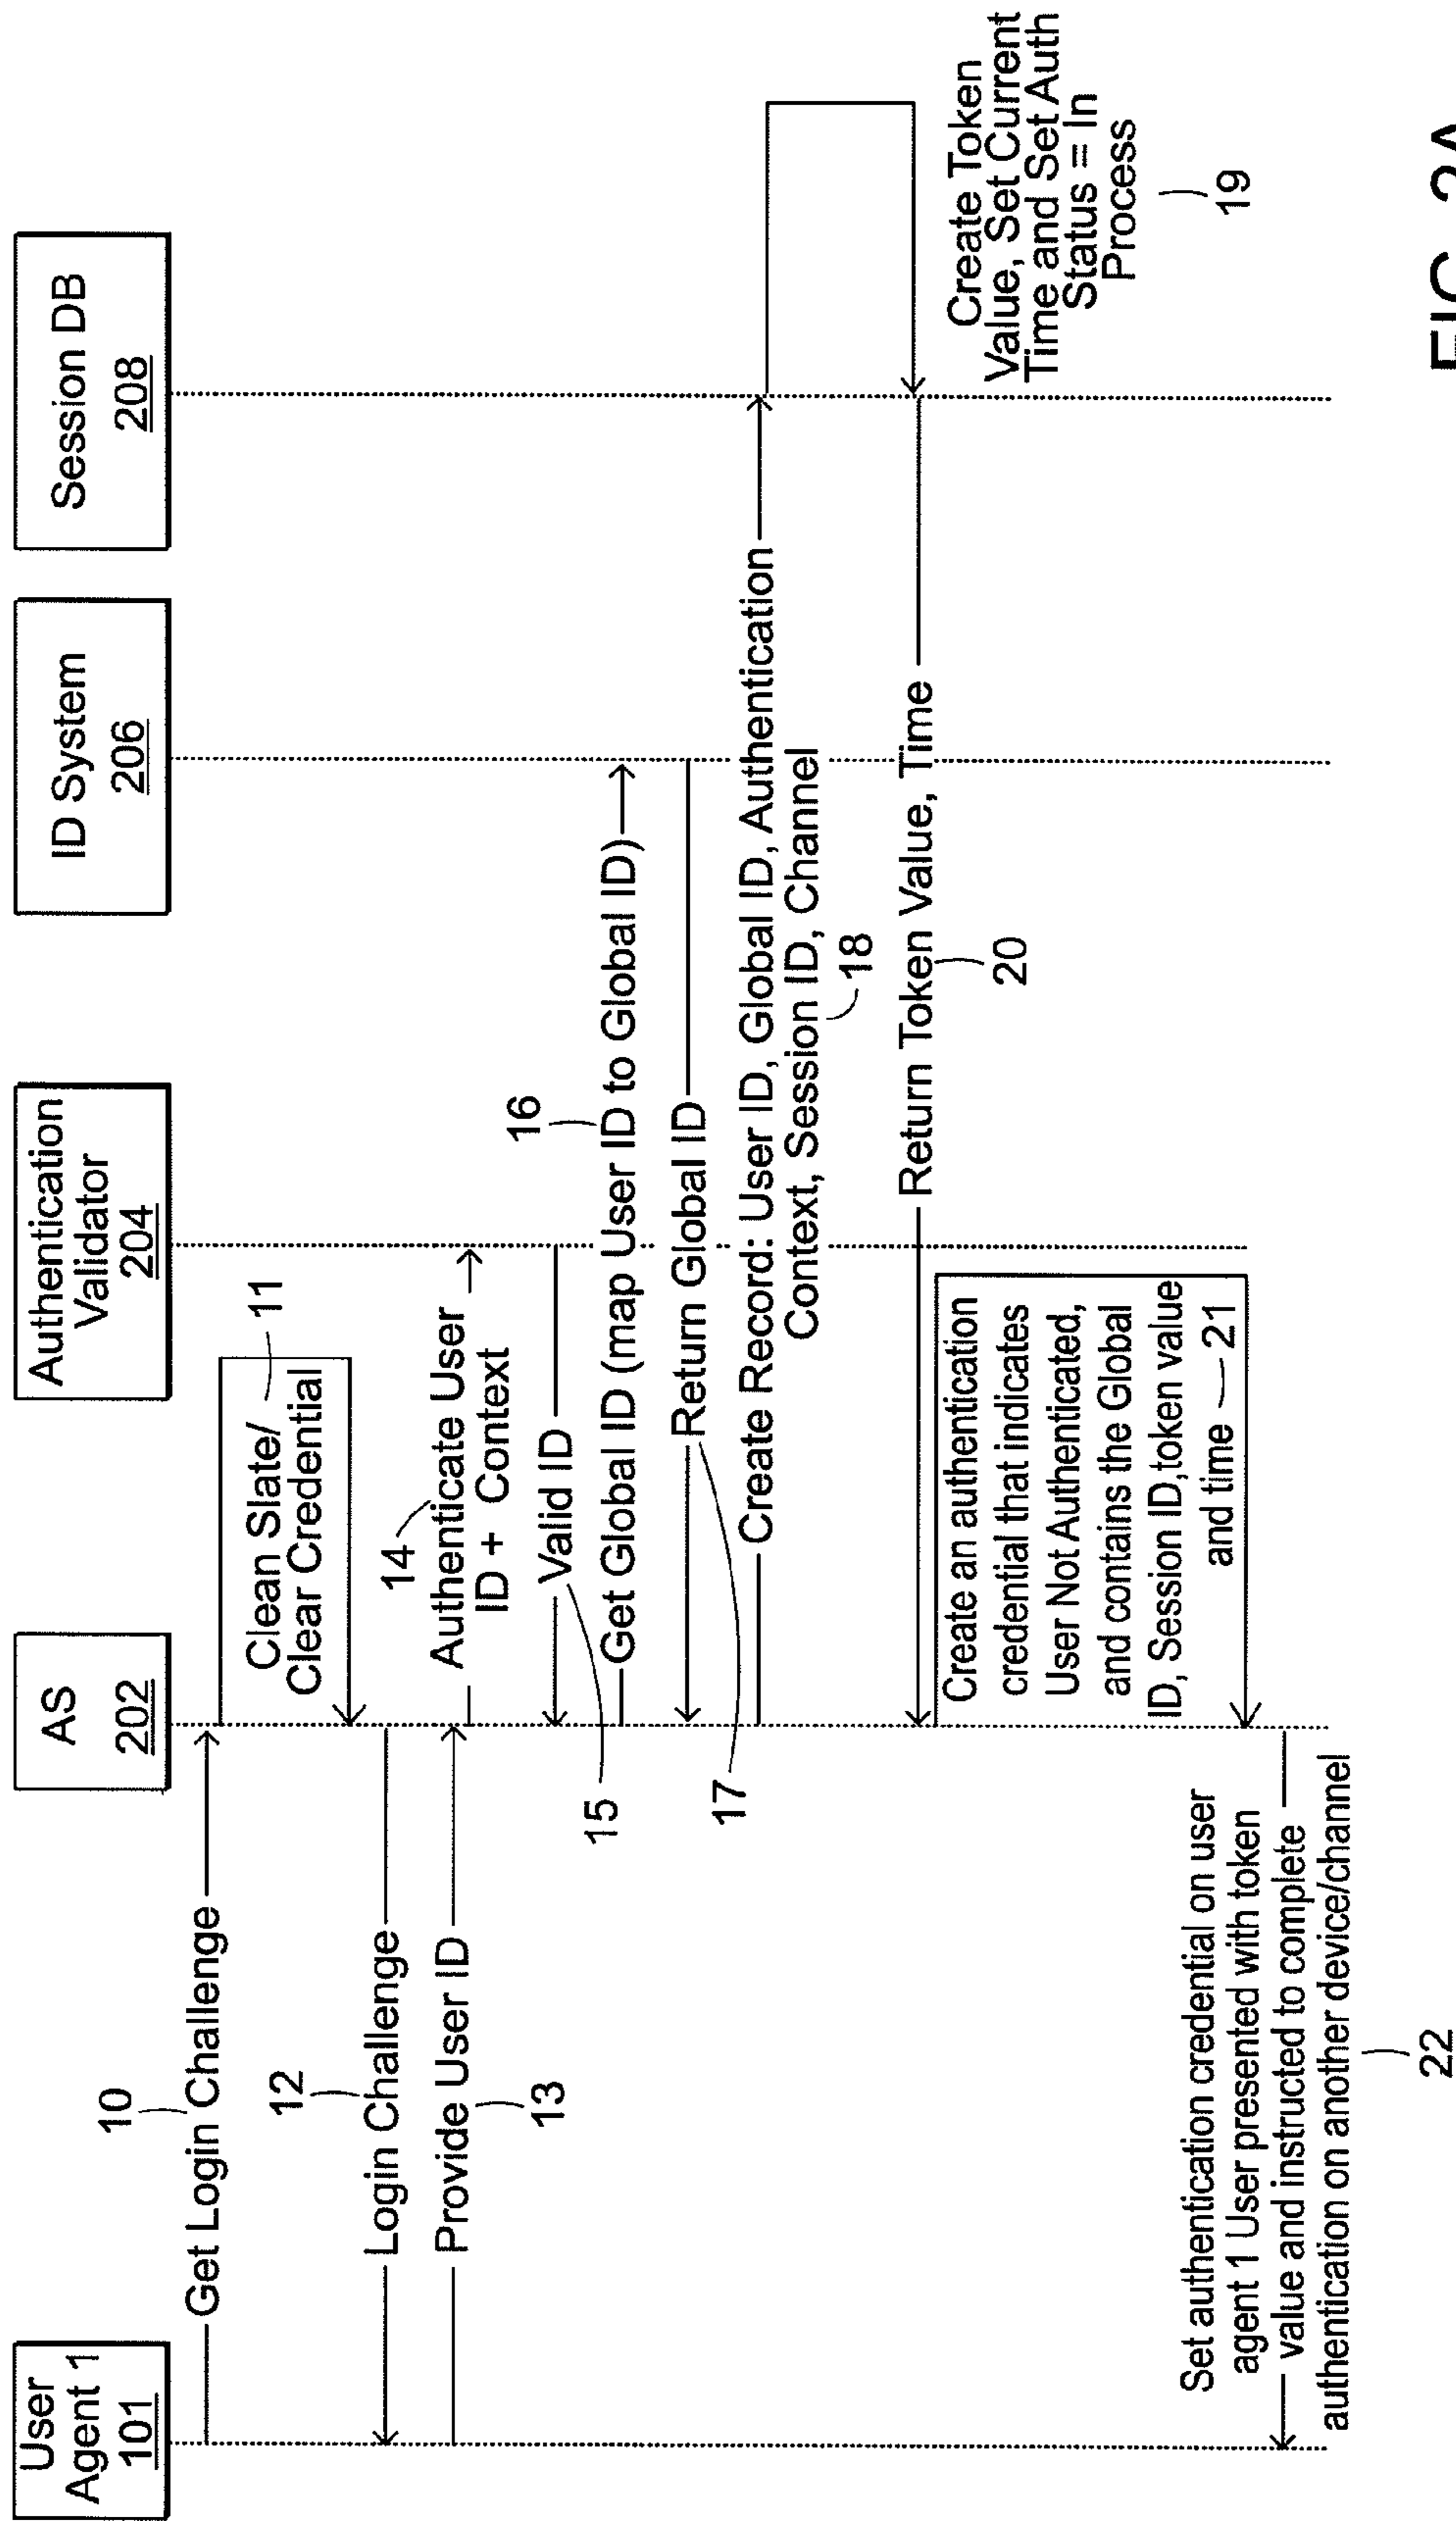 User
Agent 1
101
AS
202
Authentication
Validator
204
ID System
206
Session DB
208
10
Get Login Challenge
Clean Slate/
Clear Credential
11
12
Login Challenge
Provide User ID
13
14
Authenticate User
ID + Context
Valid ID
15
16
Get Global ID (map User ID to Global ID)
Return Global ID
17
Create Record: User ID, Global ID, Authentication
Context, Session ID, Channel
18
Create Token
Value, Set Current
Time and Set Auth
Status = In
Process
19
Return Token Value, Time
20
Create an authentication
credential that indicates
User Not Authenticated,
and contains the Global
ID, Session ID, token value
and time
21
Set authentication credential on user
agent 1 User presented with token
value and instructed to complete
authentication on another device/channel
22